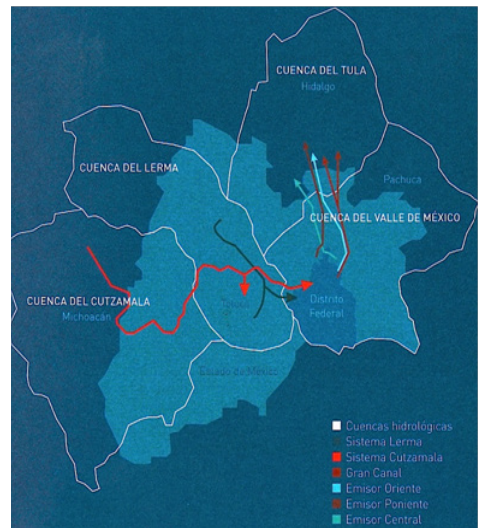 CUENCA DEL TULA
Hidalgo
CUENCA DEL LERMA
Pachuca
CUENCA DEL VALLE DE MÉXICO
CUENCA DEL CUTZAMALA
Michoacán
Toluca
Distrito
Federal
Estado de México
Cuencas hidrológicas
Sistema Lerma
Sistema Cutzamala
Gran Canal
Emisor Oriente
Emisor Poniente
Emisor Central